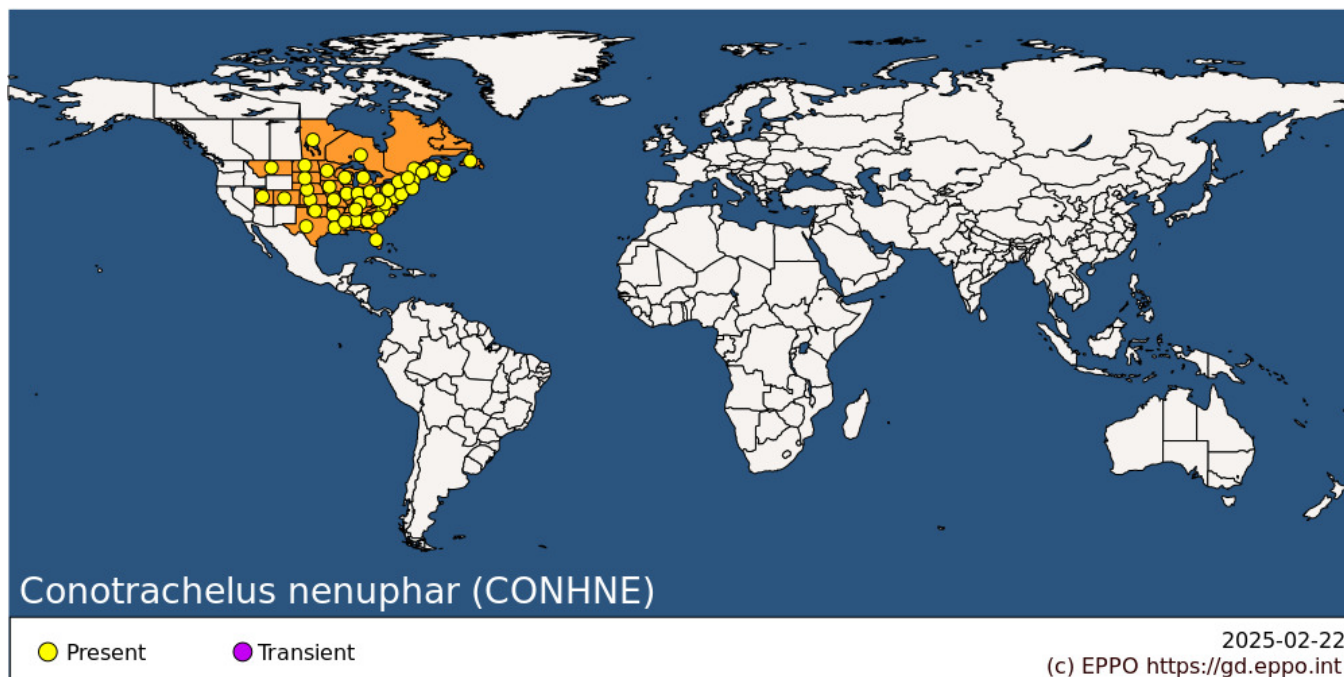 Conotrachelus nenuphar (CONHNE)
Present
Transient
2025-02-22
(c) EPPO https://gd.eppo.int